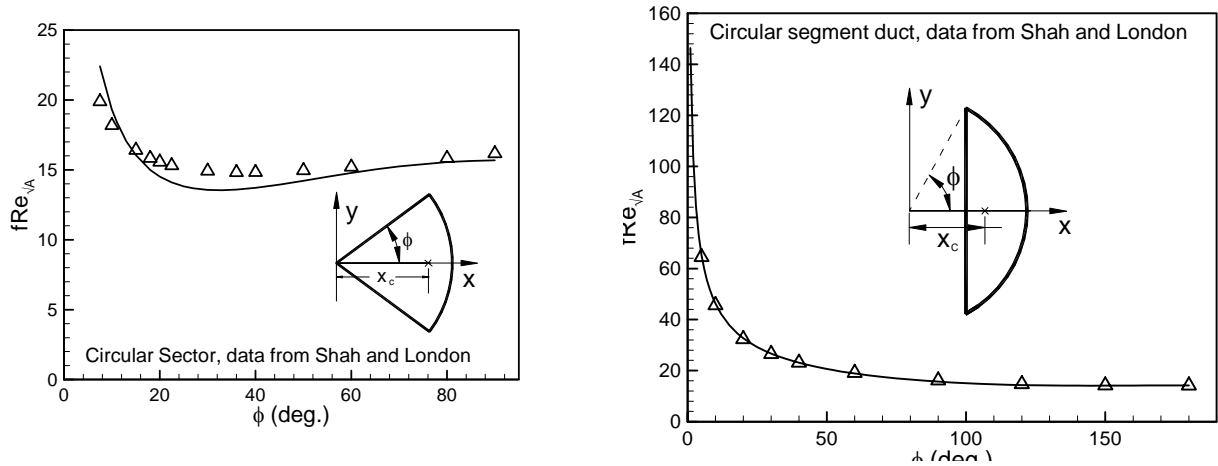 25
20
15
10
5
0
fRe√A
0 20 40 60 80
ϕ (deg.)
y
ϕ
x
xc
Circular Sector, data from Shah and London
160
140
120
100
80
60
40
20
0
fRe√A
Circular segment duct, data from Shah and London
y
ϕ
x
xc
0 50 100 150
ϕ (deg.)